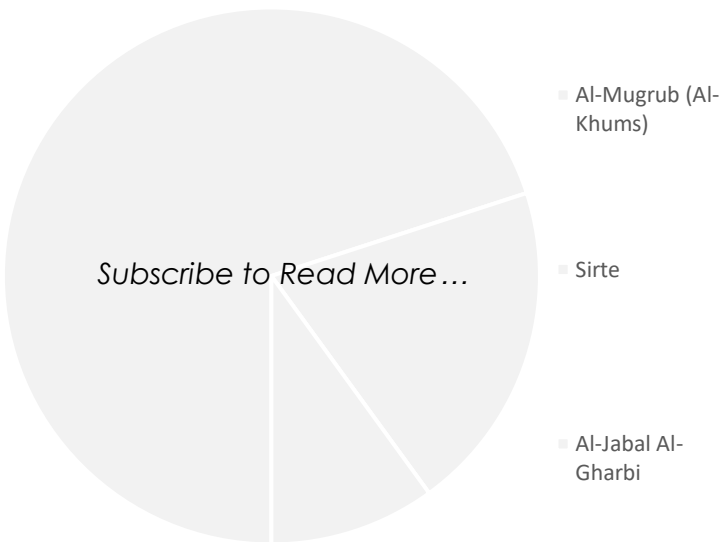 Al-Mugrub (Al-
Khums)
Subscribe to Read More...
Sirte
Al-Jabal Al-
Gharbi